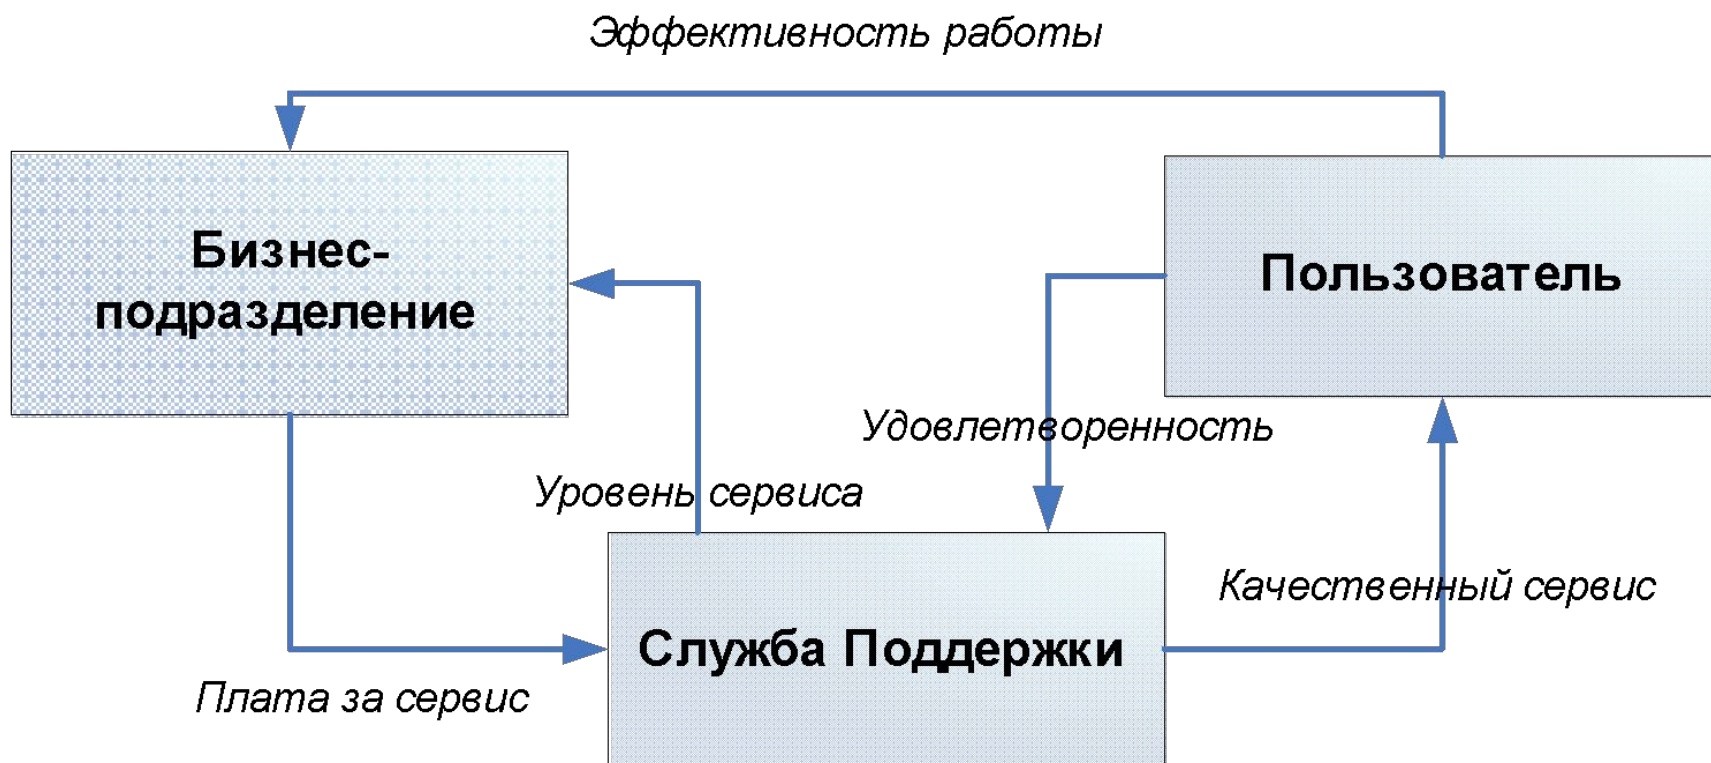 Эффективность работы
Бизнес-
подразделение
Пользователь
Удовлетворенность
Уровень сервиса
Качественный сервис
Служба Поддержки
Плата за сервис